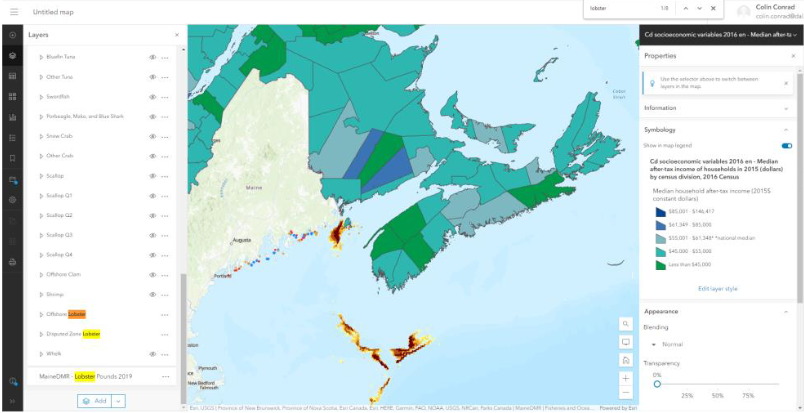 Untitled map
lobster
1/8
Colin Conrad
colin.conrad@dal
Layers
Bluefin Tuna
Other Tuna
Swordfish
Porbeagle, Mako, and Blue Shark
Snow Crab
Other Crab
Scallop
Scallop Q1
Scallop Q2
Scallop Q3
Scallop Q4
Offshore Clam
Shrimp
Offshore Lobster
Disputed Zone Lobster
Whelk
MaineDMR - Lobster Pounds 2019
Add
Maine
Augusta
Portland
Plymouth
New Bedford
Cd socioeconomic variables 2016 en - Median after-ta
Properties
Use the selector above to switch between
layers in the map.
Information
Symbology
Show in map legend
Cd socioeconomic variables 2016 en - Median
after-tax income of households in 2015 (dollars)
by census division, 2016 Census
Median household after-tax income (2015$
constant dollars)
$85,001 - $146,417
$61,349 - $85,000
$55,001 - $61,348* *national median
$45,000 - $55,000
Less than $45,000
Edit layer style
Appearance
Blending
Normal
Transparency
0%
25% 50% 75%
Esri, USGS | Province of New Brunswick, Province of Nova Scotia, Esri Canada, Esri, HERE, Garmin, FAO, NOAA, USGS, NRCan, Parks Canada | MaineDMR | Fisheries and Ocea... Powered by Esri